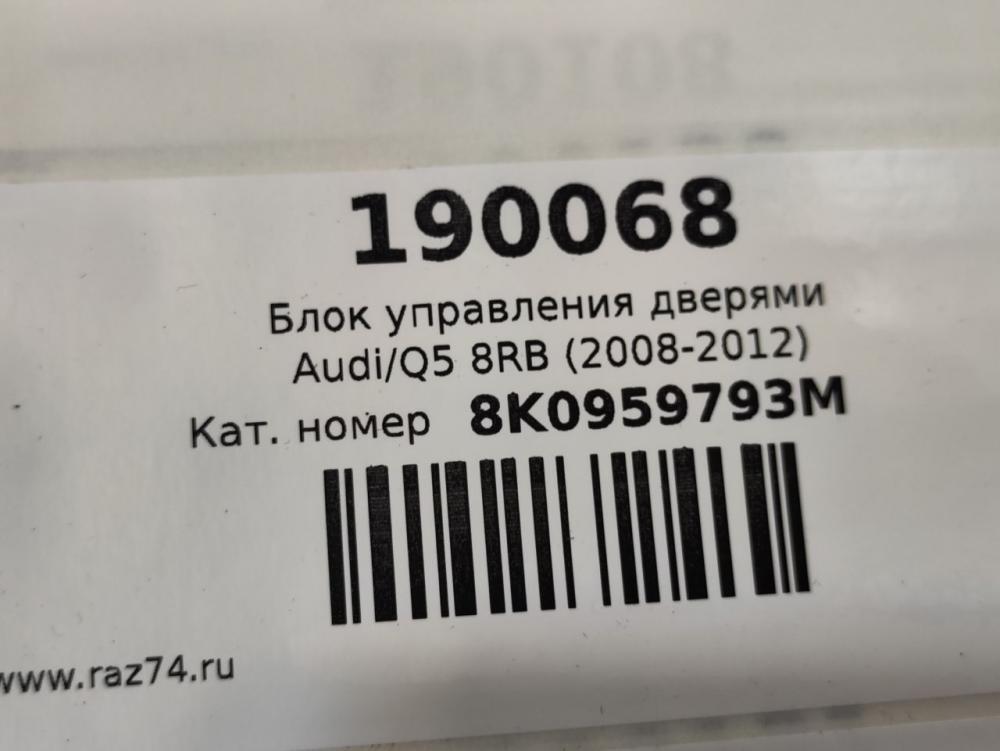 190068
Блок управления дверями
Audi/Q5 8RB (2008-2012)
Кат. номер 8K0959793M
www.raz74.ru